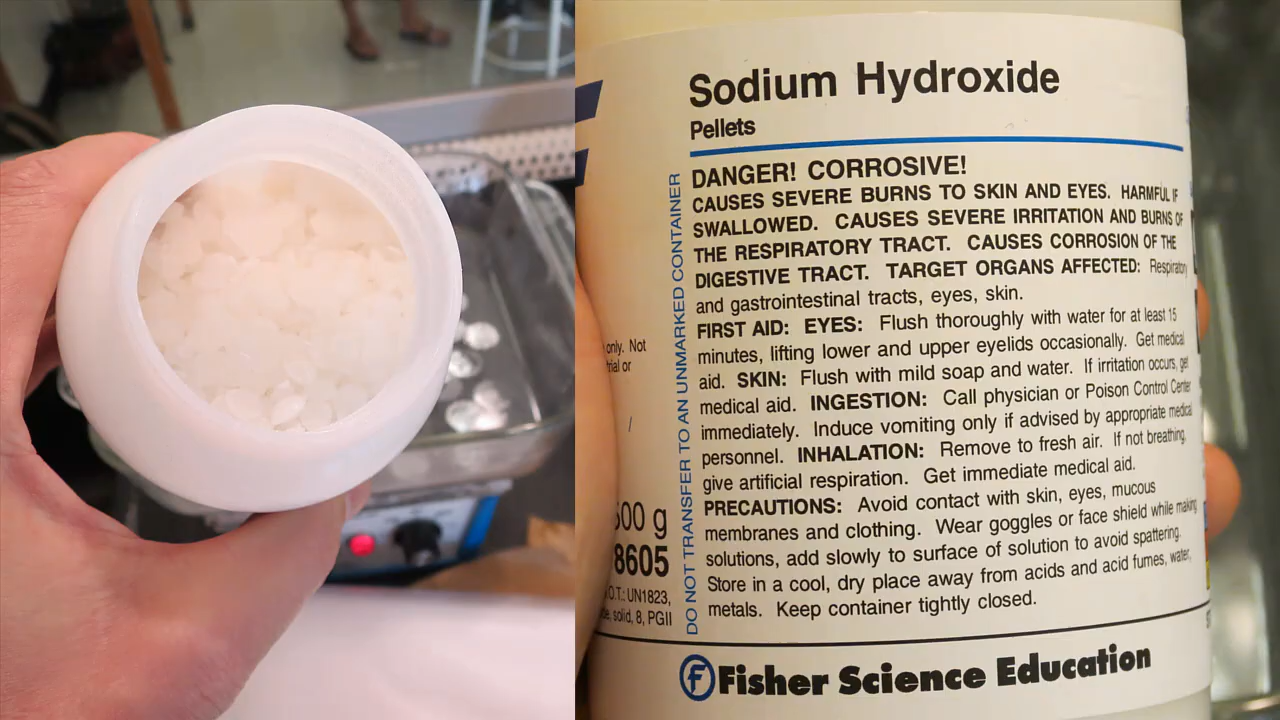 Sodium Hydroxide
Pellets
DANGER! CORROSIVE!
CAUSES SEVERE BURNS TO SKIN AND EYES. HARMFUL IF
SWALLOWED. CAUSES SEVERE IRRITATION AND BURNS OF
THE RESPIRATORY TRACT. CAUSES CORROSION OF THE
DIGESTIVE TRACT. TARGET ORGANS AFFECTED: Respiratory
and gastrointestinal tracts, eyes, skin.
FIRST AID: EYES: Flush thoroughly with water for at least 15
minutes, lifting lower and upper eyelids occasionally. Get medical
aid. SKIN: Flush with mild soap and water. If irritation occurs, get
medical aid. INGESTION: Call physician or Poison Control Center
immediately. Induce vomiting only if advised by appropriate medical
personnel. INHALATION: Remove to fresh air. If not breathing,
give artificial respiration. Get immediate medical aid.
PRECAUTIONS: Avoid contact with skin, eyes, mucous
membranes and clothing. Wear goggles or face shield while making
solutions, add slowly to surface of solution to avoid spattering.
Store in a cool, dry place away from acids and acid fumes, water,
metals. Keep container tightly closed.
DO NOT TRANSFER TO AN UNMARKED CONTAINER
only. Not
or
00 g
8605
UN1823,
solid, 8, PGII
Fisher Science Education